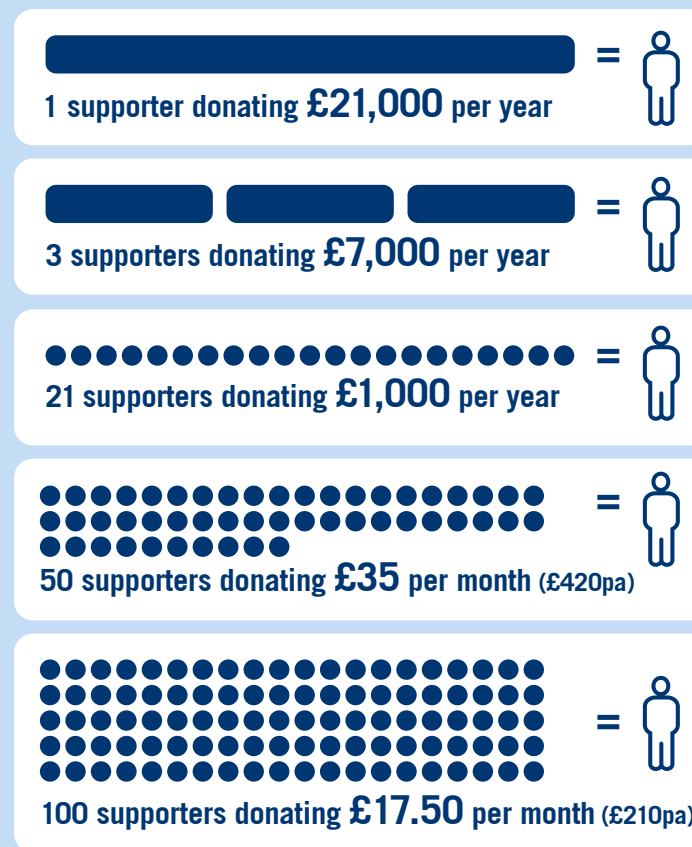 =
1 supporter donating £21,000 per year
=
3 supporters donating £7,000 per year
=
21 supporters donating £1,000 per year
=
50 supporters donating £35 per month (£420pa)
=
100 supporters donating £17.50 per month (£210pa)